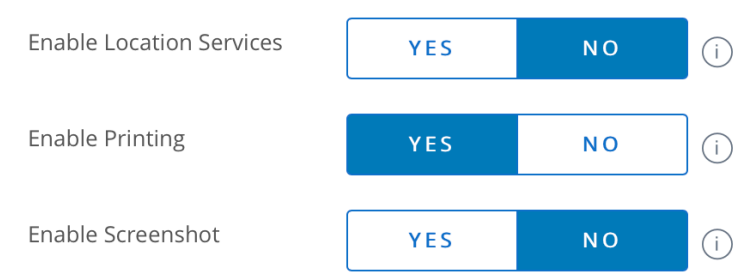 Enable Location Services YES NO
Enable Printing YES NO
Enable Screenshot YES NO